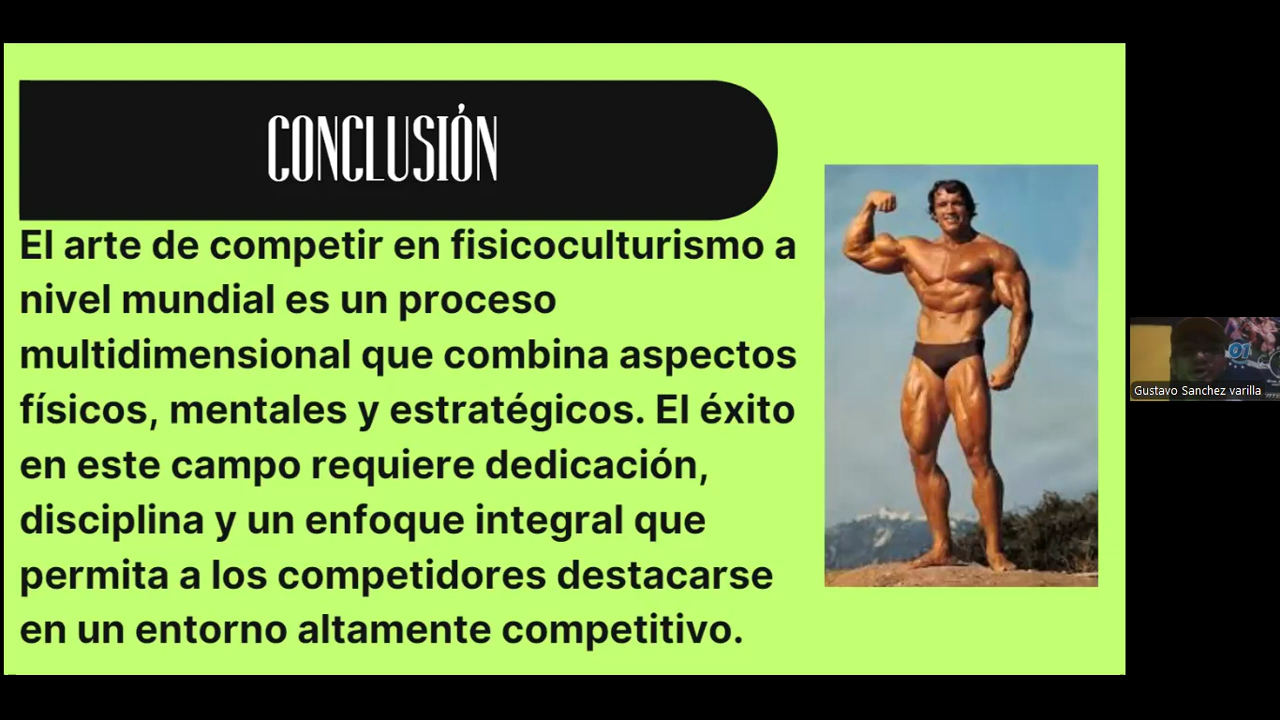 CONCLUSIÓN
El arte de competir en fisicoculturismo a
nivel mundial es un proceso
multidimensional que combina aspectos
físicos, mentales y estratégicos. El éxito
en este campo requiere dedicación,
disciplina y un enfoque integral que
permita a los competidores destacarse
en un entorno altamente competitivo.
01
Gustavo Sanchez varilla